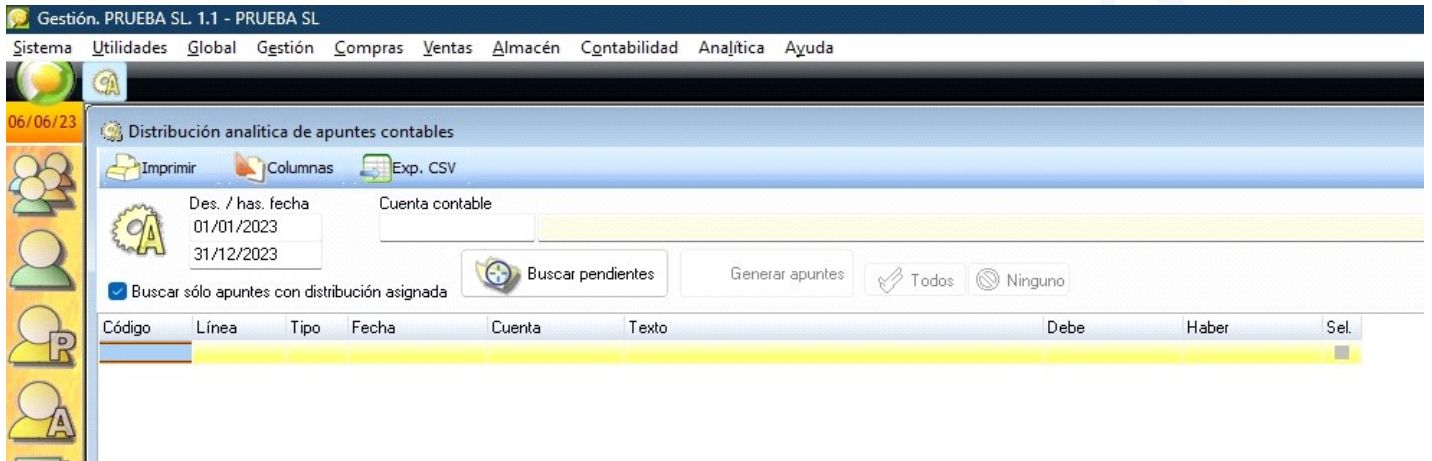 Gestión. PRUEBA SL. 1.1 - PRUEBA SL
Sistema Utilidades Global Gestión Compras Ventas Almacén Contabilidad Analítica Ayuda
06/06/23
Distribución analitica de apuntes contables
Imprimir Columnas Exp. CSV
Des. / has. fecha Cuenta contable
01/01/2023
31/12/2023
Buscar pendientes Generar apuntes Todos Ninguno
Buscar sólo apuntes con distribución asignada
Código Línea Tipo Fecha Cuenta Texto Debe Haber Sel.
A
P
A